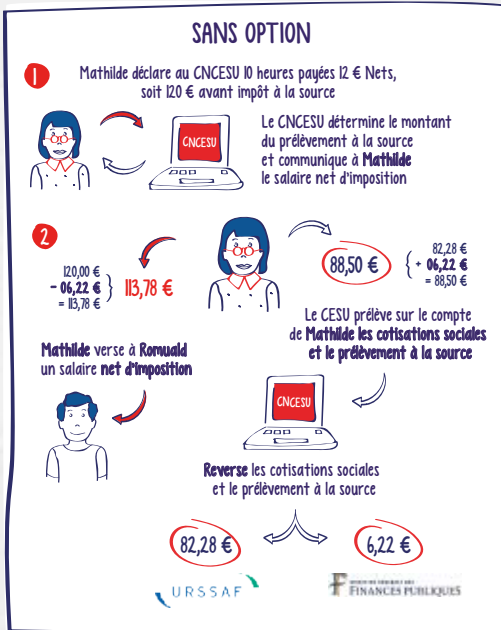 SANS OPTION
1
Mathilde déclare au CNCESU 10 heures payées 12 € Nets,
soit 120 € avant impôt à la source
CNCESU
Le CNCESU détermine le montant
du prélèvement à la source
et communique à Mathilde
le salaire net d'imposition
2
120,00 €
- 06,22 €
= 113,78 €
113,78 €
88,50 €
82,28 €
+ 06,22 €
= 88,50 €
Le CESU prélève sur le compte
de Mathilde les cotisations sociales
et le prélèvement à la source
Mathilde verse à Romuald
un salaire net d'imposition
CNCESU
Reverse les cotisations sociales
et le prélèvement à la source
82,28 €
6,22 €
URSSAF
FINANCES PUBLIQUES